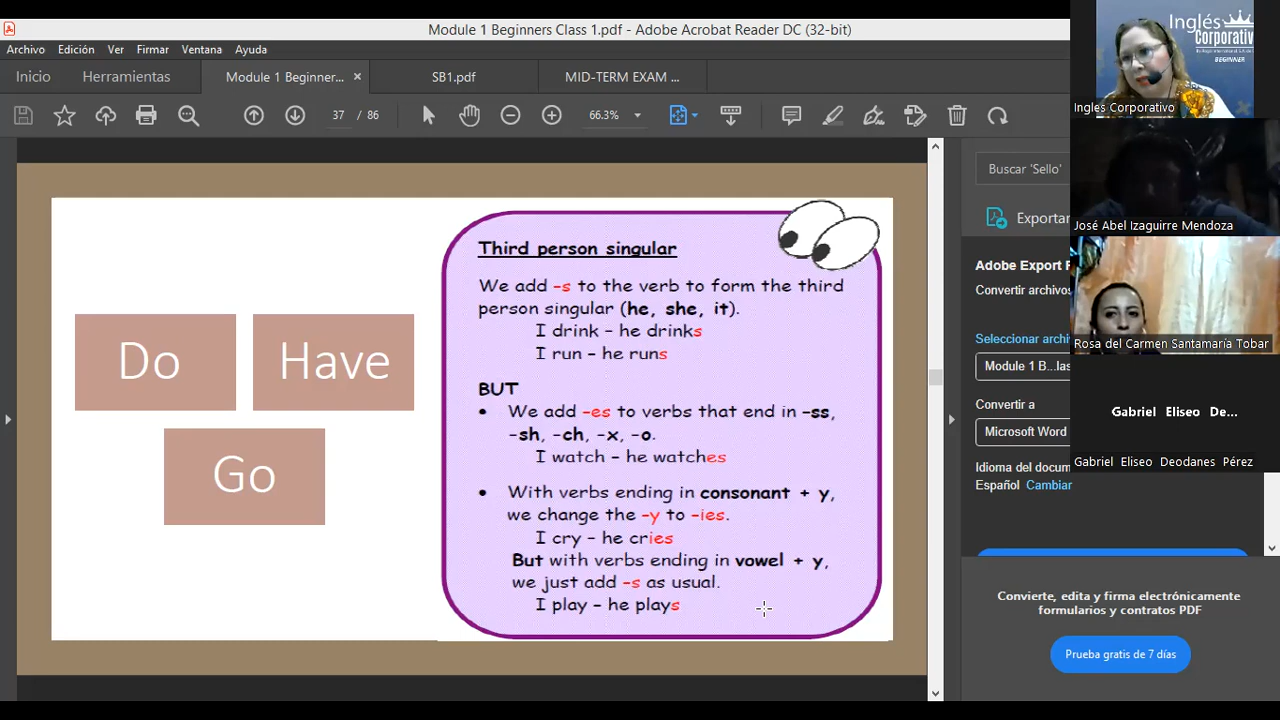 Module 1 Beginners Class 1.pdf - Adobe Acrobat Reader DC (32-bit)
Archivo Edición Ver Firmar Ventana Ayuda
Inicio Herramientas Module 1 Beginner... × SB1.pdf MID-TERM EXAM ...
37 / 86 66.3%
Third person singular
We add -s to the verb to form the third
person singular (he, she, it).
I drink – he drinks
I run – he runs
BUT
• We add -es to verbs that end in -ss,
-sh, -ch, -x, -o.
I watch – he watches
• With verbs ending in consonant + y,
we change the -y to -ies.
I cry – he cries
But with verbs ending in vowel + y,
we just add -s as usual.
I play – he plays
Do Have
Go
Buscar 'Sello'
Exportar
Adobe Export P
Convertir archivos
Seleccionar archi
Module 1 B...las
Convertir a
Microsoft Word
Idioma del docum
Español Cambiar
Convierte, edita y firma electrónicamente
formularios y contratos PDF
Prueba gratis de 7 días
Inglés
Corporativo
BEGINNER
Ingles Corporativo
José Abel Izaguirre Mendoza
Rosa del Carmen Santamaría Tobar
Gabriel Eliseo De...
Gabriel Eliseo Deodanes Pérez